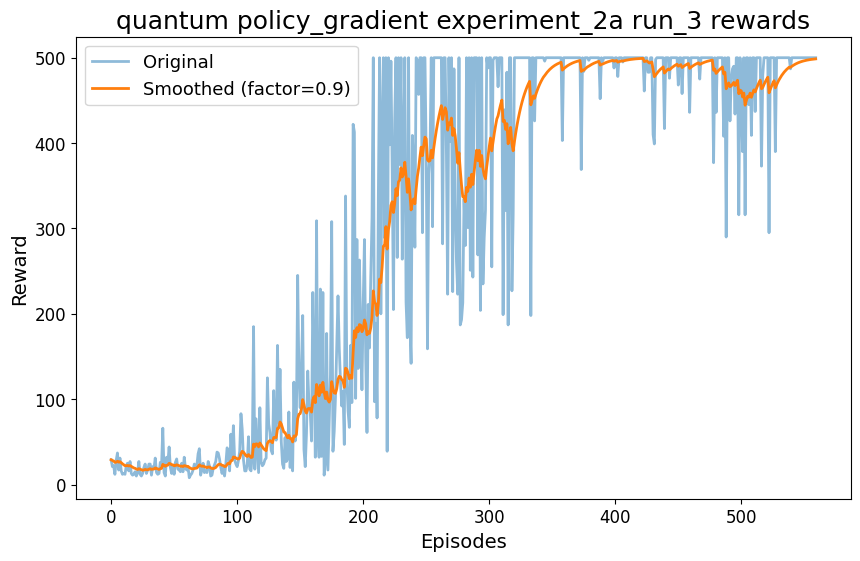 quantum policy_gradient experiment_2a run_3 rewards
Original
Smoothed (factor=0.9)
Reward
500
400
300
200
100
0
0 100 200 300 400 500
Episodes